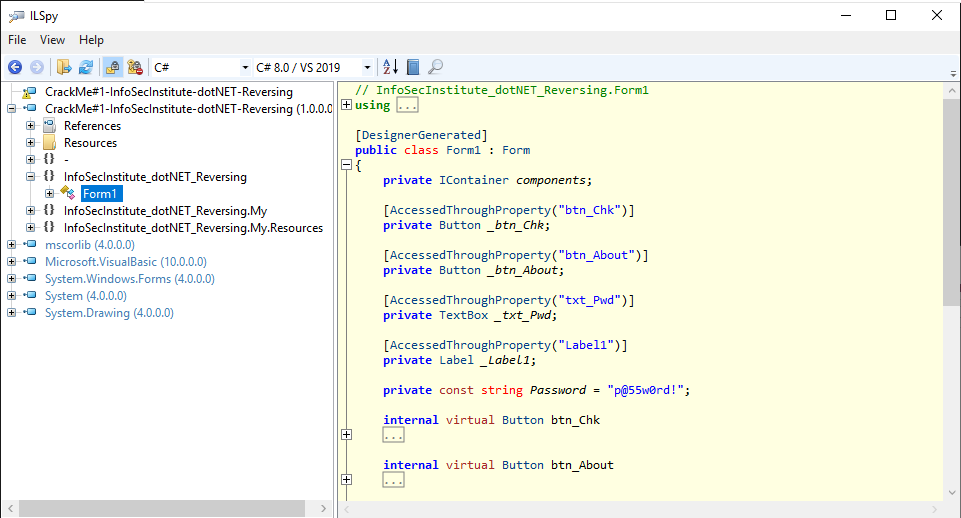 ILSpy
File View Help
C# C# 8.0 / VS 2019
CrackMe#1-InfoSecInstitute-dotNET-Reversing
CrackMe#1-InfoSecInstitute-dotNET-Reversing (1.0.0.0
References
Resources
{} -
{} InfoSecInstitute_dotNET_Reversing
Form1
{} InfoSecInstitute_dotNET_Reversing.My
{} InfoSecInstitute_dotNET_Reversing.My.Resources
mscorlib (4.0.0.0)
Microsoft.VisualBasic (10.0.0.0)
System.Windows.Forms (4.0.0.0)
System (4.0.0.0)
System.Drawing (4.0.0.0)
// InfoSecInstitute_dotNET_Reversing.Form1
using ...
[DesignerGenerated]
public class Form1 : Form
{
private IContainer components;
[AccessedThroughProperty("btn_Chk")]
private Button _btn_Chk;
[AccessedThroughProperty("btn_About")]
private Button _btn_About;
[AccessedThroughProperty("txt_Pwd")]
private TextBox _txt_Pwd;
[AccessedThroughProperty("Label1")]
private Label _Label1;
private const string Password = "p@55w0rd!";
internal virtual Button btn_Chk
...
internal virtual Button btn_About
...